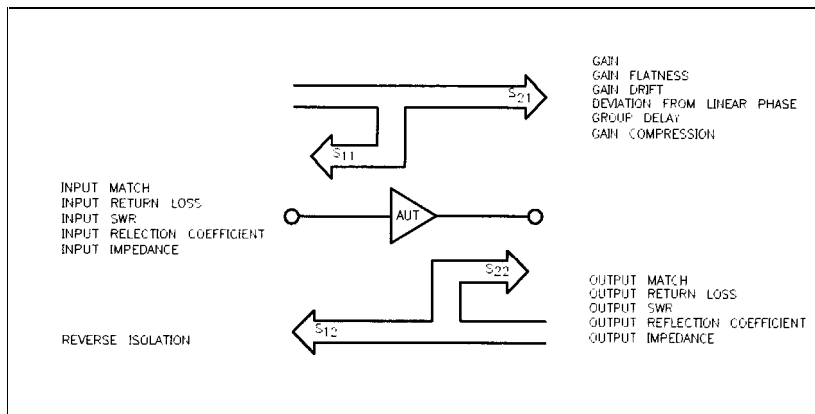 GAIN
GAIN FLATNESS
GAIN DRIFT
DEVIATION FROM LINEAR PHASE
GROUP DELAY
GAIN COMPRESSION
S21
S11
INPUT MATCH
INPUT RETURN LOSS
INPUT SWR
INPUT RELECTION COEFFICIENT
INPUT IMPEDANCE
AUT
S22
OUTPUT MATCH
OUTPUT RETURN LOSS
OUTPUT SWR
OUTPUT REFLECTION COEFFICIENT
OUTPUT IMPEDANCE
S12
REVERSE ISOLATION